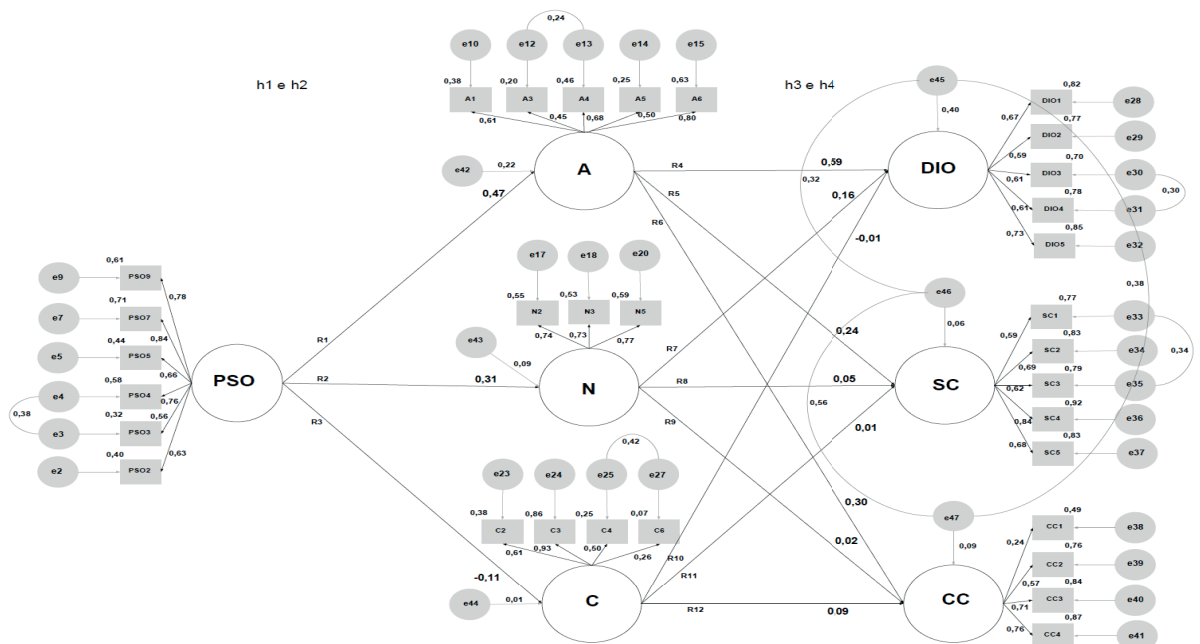 h1 e h2
h3 e h4
0,24
e10 e12 e13 e14 e15
0,38 0,20 0,46 0,25 0,63
A1 A3 A4 A5 A6
0,61 0,45 0,68 0,50 0,80
e42 0,22
0,47
A
R4
R5
R6
0,59
0,16
-0,01
e45
0,40
0,32
DIO
0,82
DIO1 e28
0,67 0,77
DIO2 e29
0,59 0,70
DIO3 e30
0,61 0,78
DIO4 e31
0,30
0,61 0,85
DIO5 e32
0,73
0,38
e9 0,61 PSO9
0,78
e7 0,71 PSO7
0,84
e5 0,44 PSO5
0,66
e4 0,58 PSO4
0,76
0,38
e3 0,32 PSO3
0,56
e2 0,40 PSO2
0,63
PSO
R1
R2
R3
0,31
-0,11
e17 e18 e20
0,55 0,53 0,59
N2 N3 N5
0,74 0,73 0,77
e43
0,09
N
R7
R8
R9
0,24
0,05
0,01
e46
0,06
0,56
SC
0,77
SC1 e33
0,59 0,83
SC2 e34
0,34
0,69 0,79
SC3 e35
0,62 0,92
SC4 e36
0,84 0,83
SC5 e37
0,68
0,42
e23 e24 e25 e27
0,38 0,86 0,25 0,07
C2 C3 C4 C6
0,61 0,93 0,50 0,26
e44 0,01
C
R10
R11
R12
0,30
0,02
0,09
e47
0,09
CC
0,49
CC1 e38
0,24 0,76
CC2 e39
0,57 0,84
CC3 e40
0,71 0,87
CC4 e41
0,76